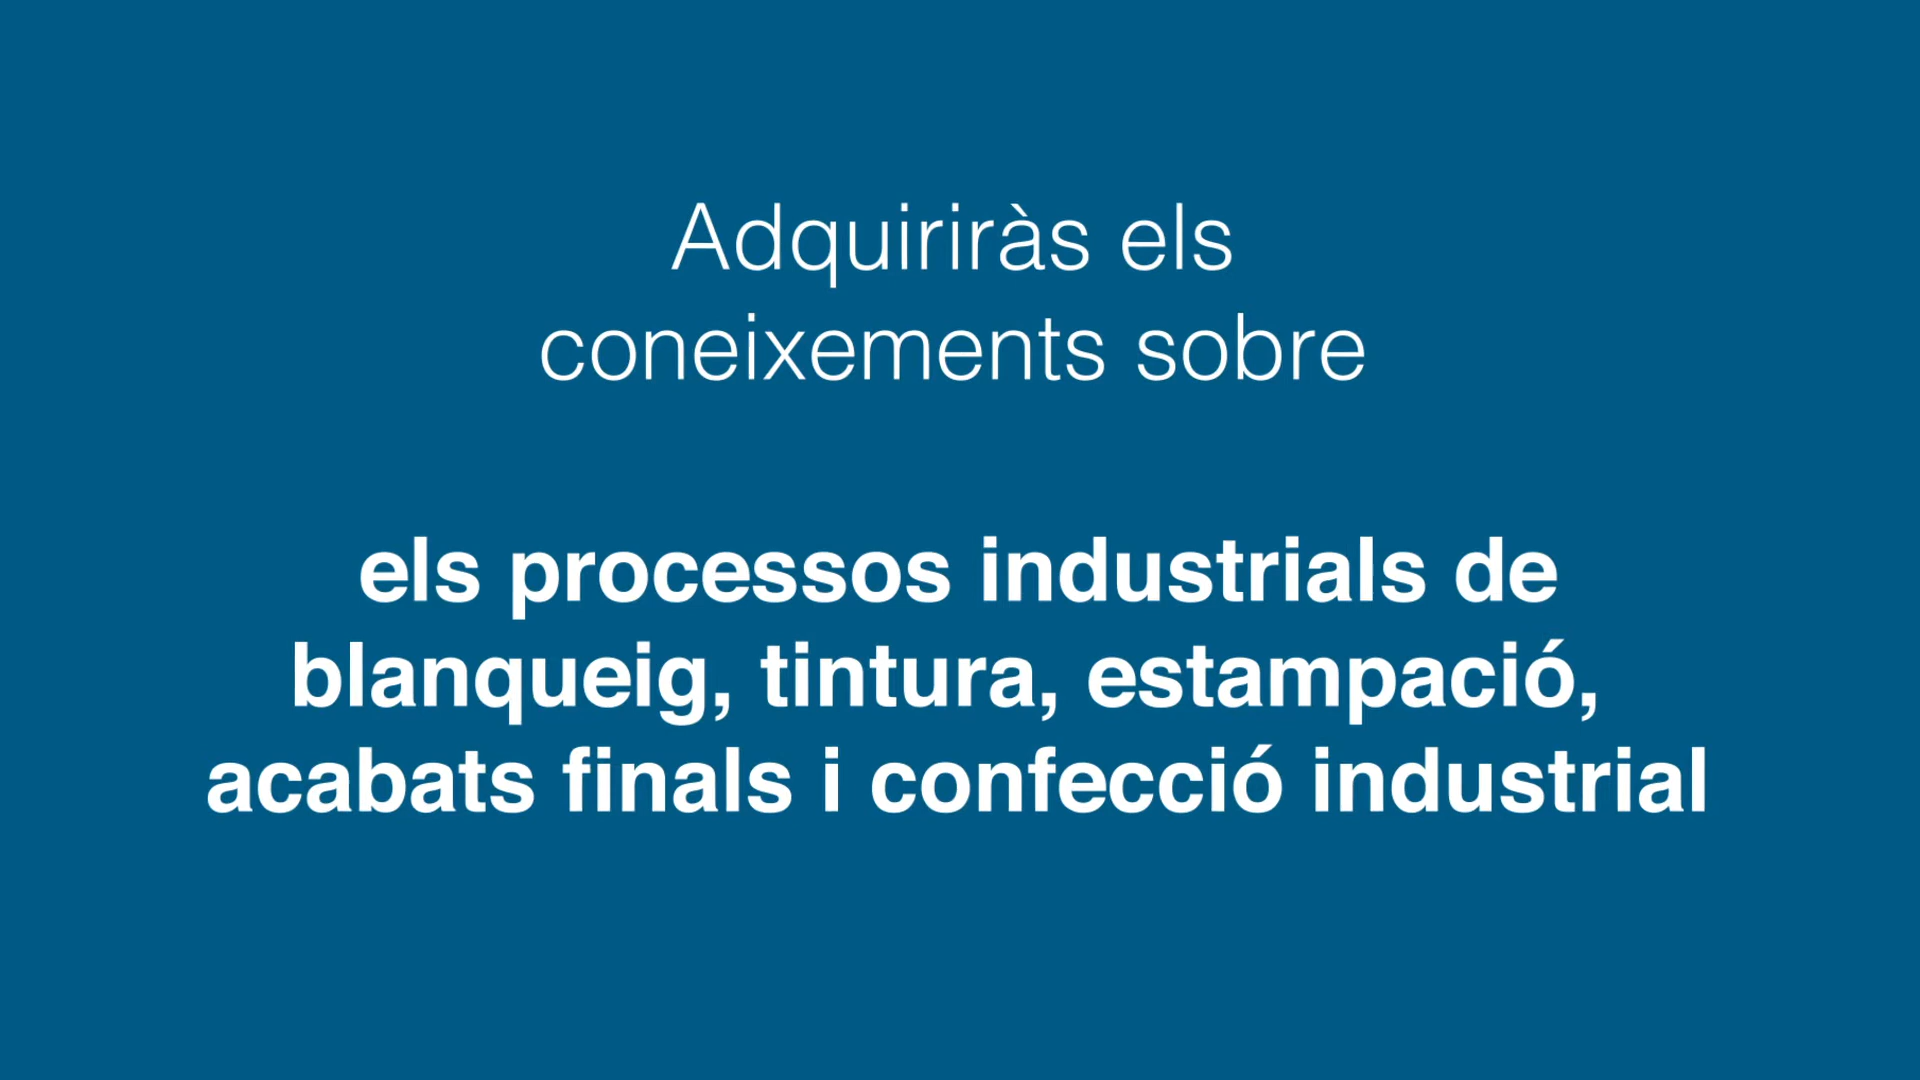 Adquiriràs els
coneixements sobre
els processos industrials de
blanqueig, tintura, estampació,
acabats finals i confecció industrial